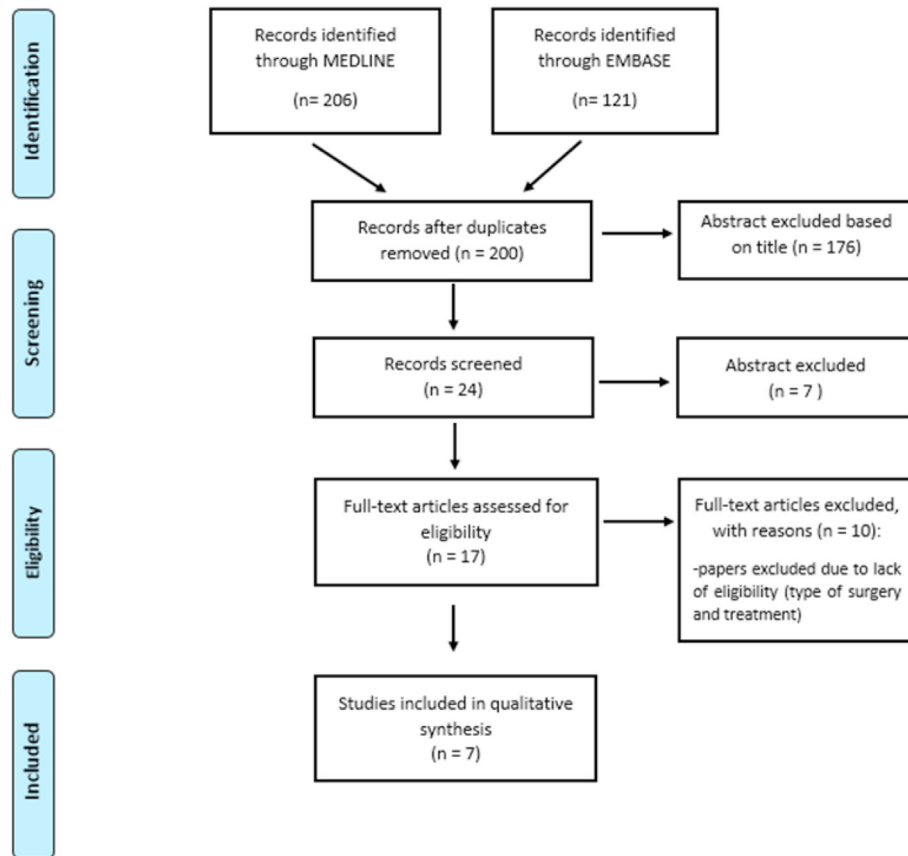 Identification
Records identified
through MEDLINE
(n= 206)
Records identified
through EMBASE
(n= 121)
Screening
Records after duplicates
removed (n = 200)
Abstract excluded based
on title (n = 176)
Records screened
(n = 24)
Abstract excluded
(n = 7 )
Eligibility
Full-text articles assessed for
eligibility
(n = 17)
Full-text articles excluded,
with reasons (n = 10):
-papers excluded due to lack
of eligibility (type of surgery
and treatment)
Included
Studies included in qualitative
synthesis
(n = 7)